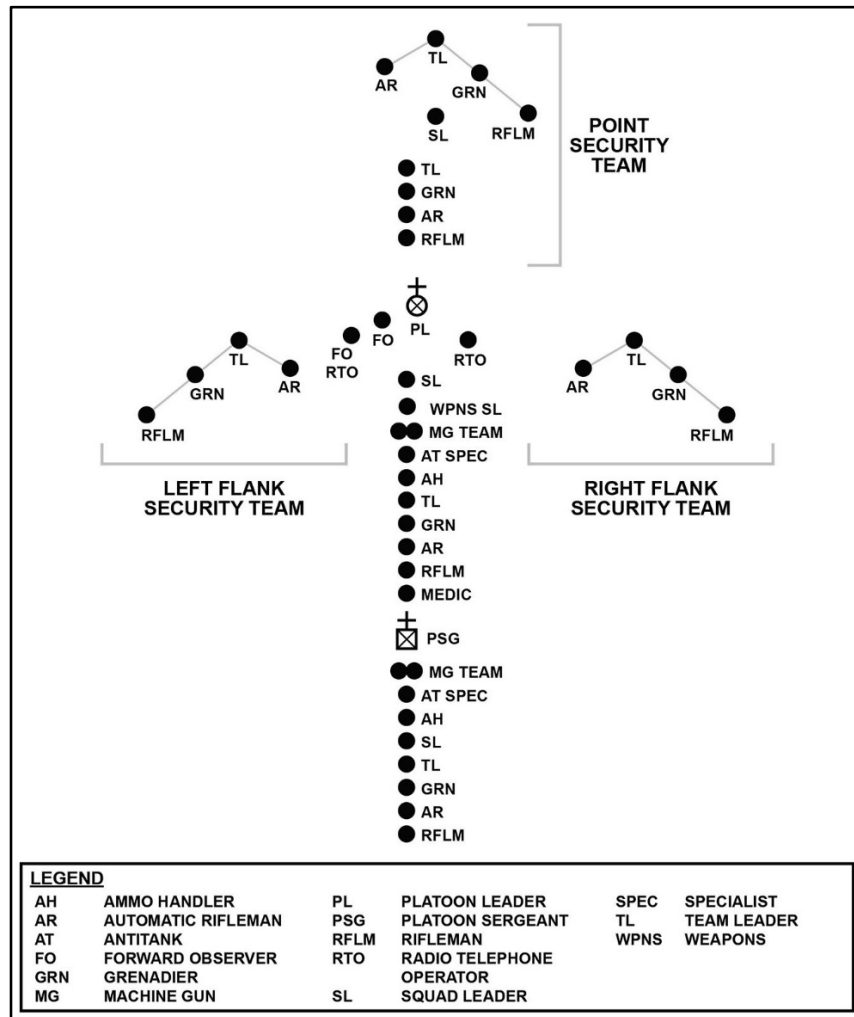 TL
AR
GRN
SL
RFLM
POINT
SECURITY
TEAM
TL
GRN
AR
RFLM
PL
FO
FO
RTO
RTO
TL
AR
GRN
RFLM
LEFT FLANK
SECURITY TEAM
TL
AR
GRN
RFLM
RIGHT FLANK
SECURITY TEAM
SL
WPNS SL
MG TEAM
AT SPEC
AH
TL
GRN
AR
RFLM
MEDIC
PSG
MG TEAM
AT SPEC
AH
SL
TL
GRN
AR
RFLM
LEGEND
AH AMMO HANDLER
AR AUTOMATIC RIFLEMAN
AT ANTITANK
FO FORWARD OBSERVER
GRN GRENADIER
MG MACHINE GUN
PL PLATOON LEADER
PSG PLATOON SERGEANT
RFLM RIFLEMAN
RTO RADIO TELEPHONE
OPERATOR
SL SQUAD LEADER
SPEC SPECIALIST
TL TEAM LEADER
WPNS WEAPONS